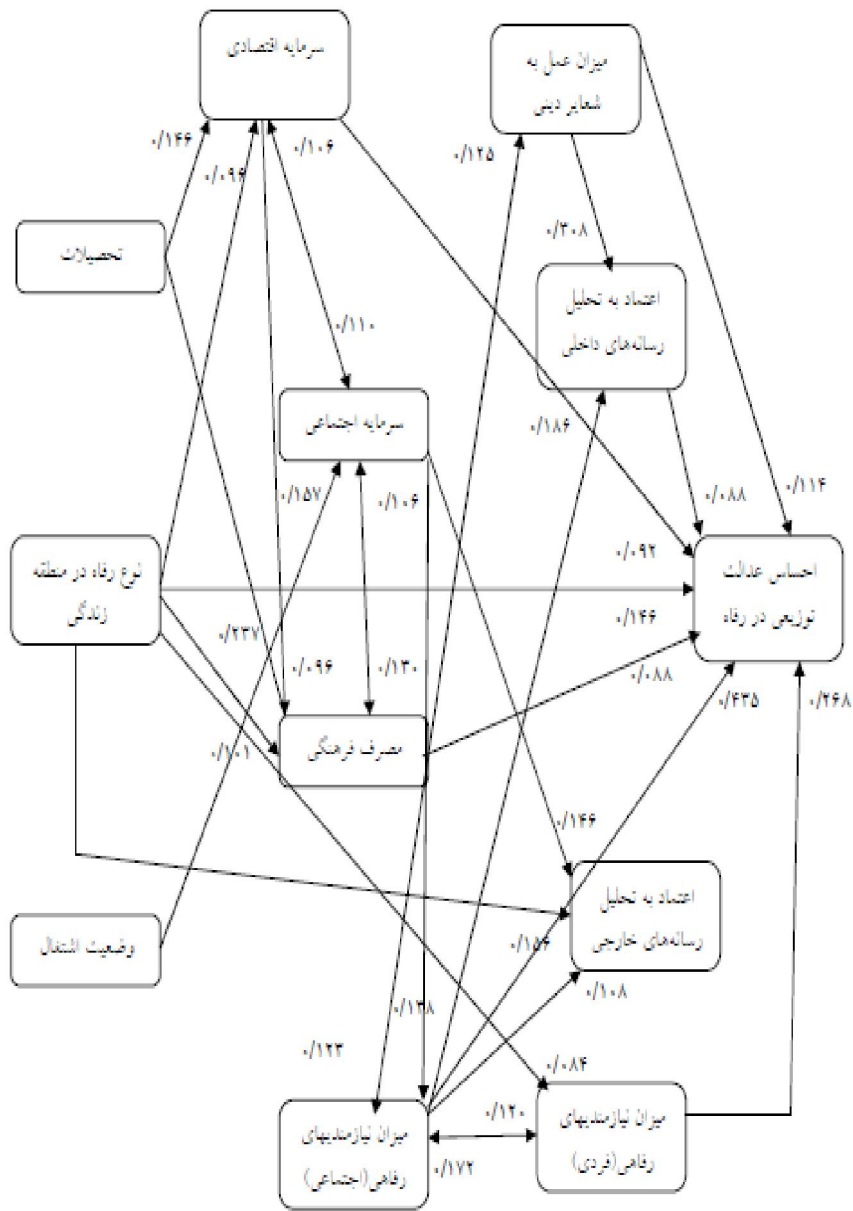 سرمایه اقتصادی
میزان عمل به
شعایر دینی
۰/۱۴۶
۰/۰۹۶
۰/۱۰۶
۰/۱۲۵
تحصیلات
۰/۳۰۸
اعتماد به تحلیل
رسانه‌های داخلی
۰/۱۱۰
سرمایه اجتماعی
۰/۱۸۶
۰/۱۵۷
۰/۱۰۶
۰/۰۸۸
۰/۱۱۴
نوع رفاه در منطقه
زندگی
۰/۰۹۲
احساس عدالت
توزیعی در رفاه
۰/۲۳۷
۰/۰۹۶
۰/۱۳۰
۰/۱۴۶
۰/۰۸۸
۰/۴۳۵
۰/۲۶۸
مصرف فرهنگی
۰/۱۰۱
۰/۱۴۶
اعتماد به تحلیل
رسانه‌های خارجی
وضعیت اشتغال
۰/۱۵۴
۰/۱۰۸
۰/۱۳۸
۰/۱۲۳
۰/۰۸۴
میزان نیازمندیهای
رفاهی(اجتماعی)
۰/۱۲۰
۰/۱۷۲
میزان نیازمندیهای
رفاهی(فردی)